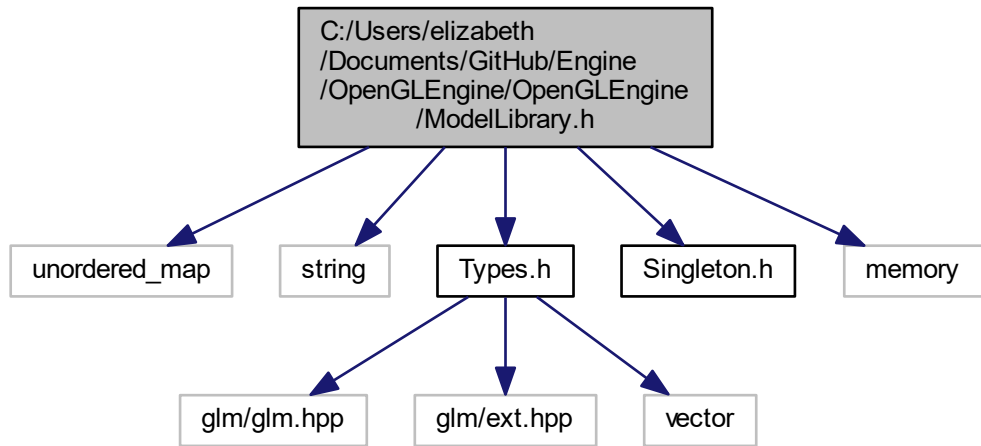 C:/Users/elizabeth
/Documents/GitHub/Engine
/OpenGLEngine/OpenGLEngine
/ModelLibrary.h
unordered_map
string
Types.h
Singleton.h
memory
glm/glm.hpp
glm/ext.hpp
vector